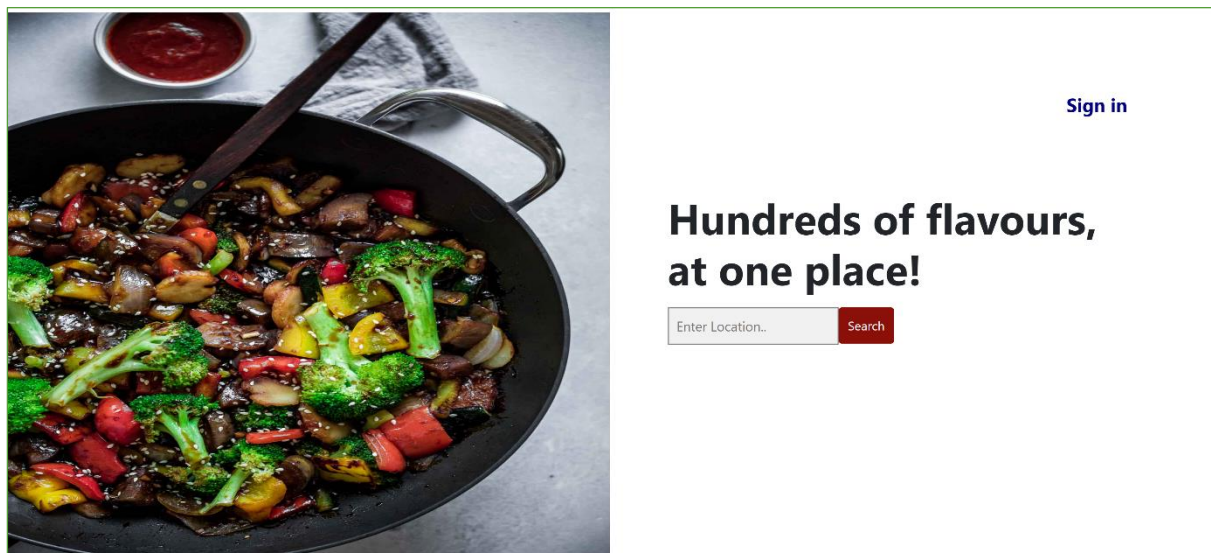 Sign in
Hundreds of flavours,
at one place!
Enter Location..
Search